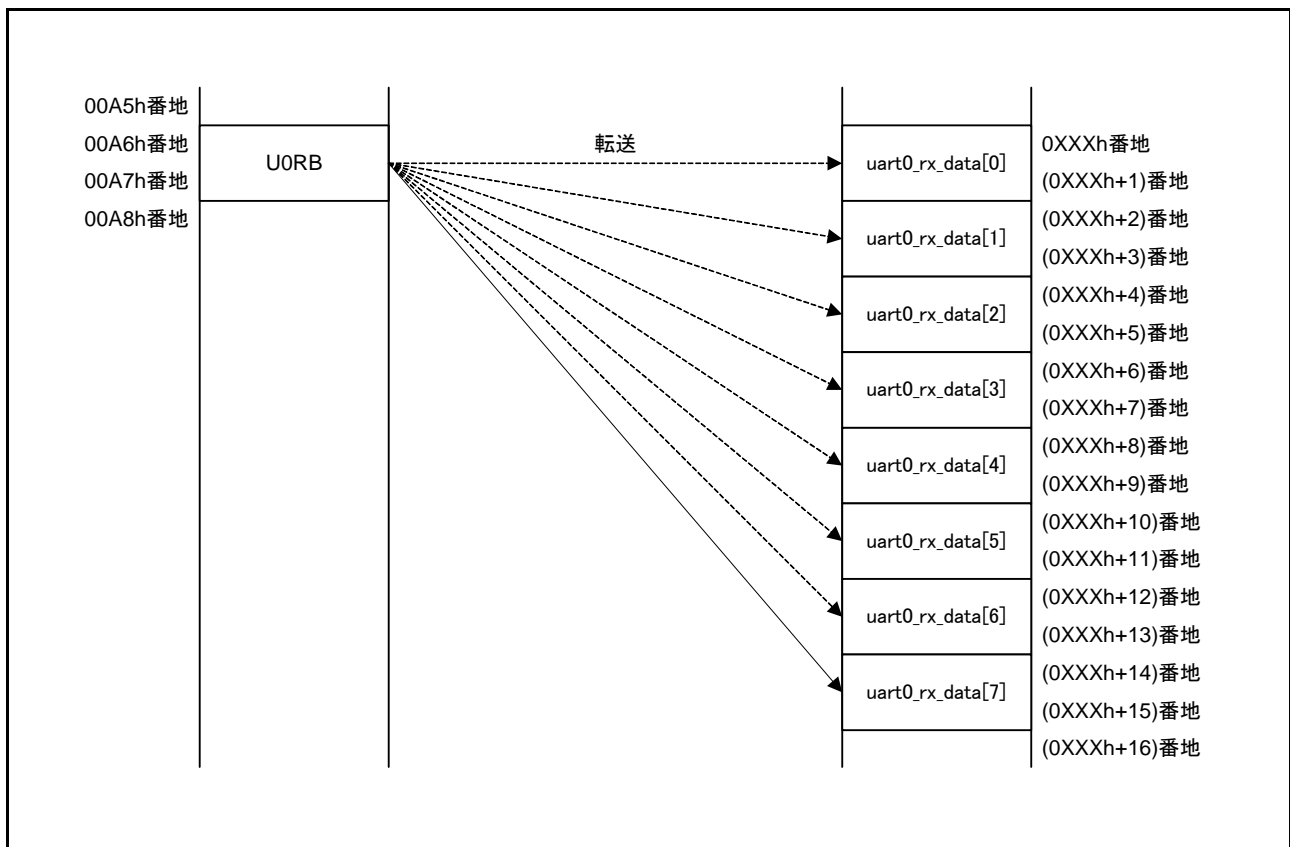 00A5h番地
00A6h番地
00A7h番地
00A8h番地
U0RB
転送
uart0_rx_data[0]
uart0_rx_data[1]
uart0_rx_data[2]
uart0_rx_data[3]
uart0_rx_data[4]
uart0_rx_data[5]
uart0_rx_data[6]
uart0_rx_data[7]
0XXXh番地
(0XXXh+1)番地
(0XXXh+2)番地
(0XXXh+3)番地
(0XXXh+4)番地
(0XXXh+5)番地
(0XXXh+6)番地
(0XXXh+7)番地
(0XXXh+8)番地
(0XXXh+9)番地
(0XXXh+10)番地
(0XXXh+11)番地
(0XXXh+12)番地
(0XXXh+13)番地
(0XXXh+14)番地
(0XXXh+15)番地
(0XXXh+16)番地